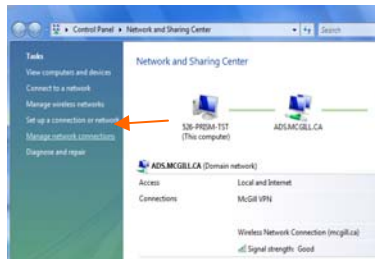 Control Panel ▸ Network and Sharing Center
Search
Tasks
View computers and devices
Connect to a network
Manage wireless networks
Set up a connection or network
Manage network connections
Diagnose and repair
Network and Sharing Center
526-PRISM-TST
(This computer)
ADS.MCGILL.CA
ADS.MCGILL.CA (Domain network)
Access
Local and Internet
Connections
McGill VPN
Wireless Network Connection (mcgill.ca)
Signal strength: Good